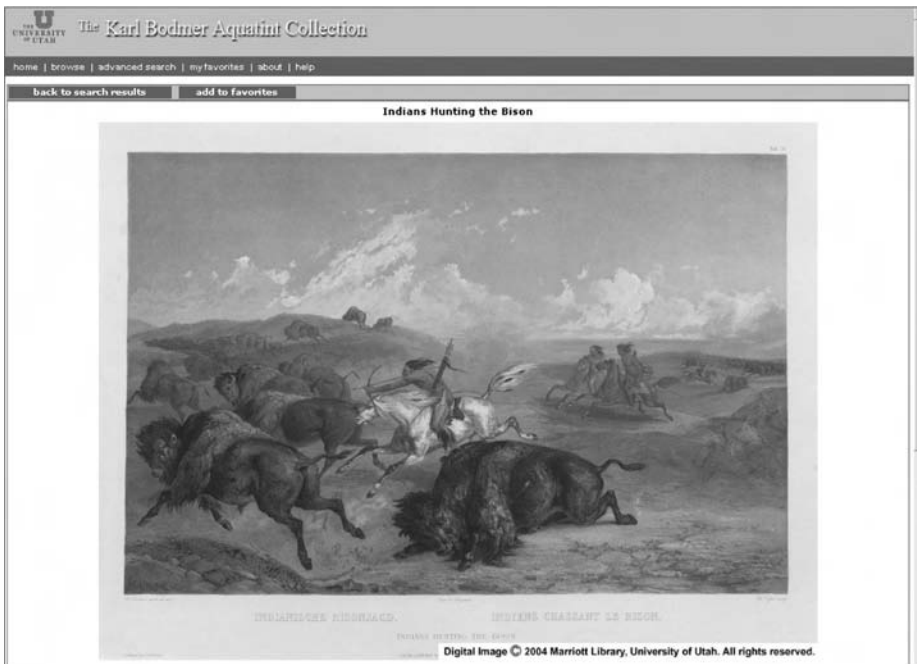 THE
U
UNIVERSITY
OF UTAH
The Karl Bodmer Aquatint Collection
home | browse | advanced search | my favorites | about | help
back to search results
add to favorites
Indians Hunting the Bison
INDIANISCHE BISONJAGD.
INDIENS CHASSANT LE BISON.
INDIANS HUNTING THE BISON
Digital Image © 2004 Marriott Library, University of Utah. All rights reserved.